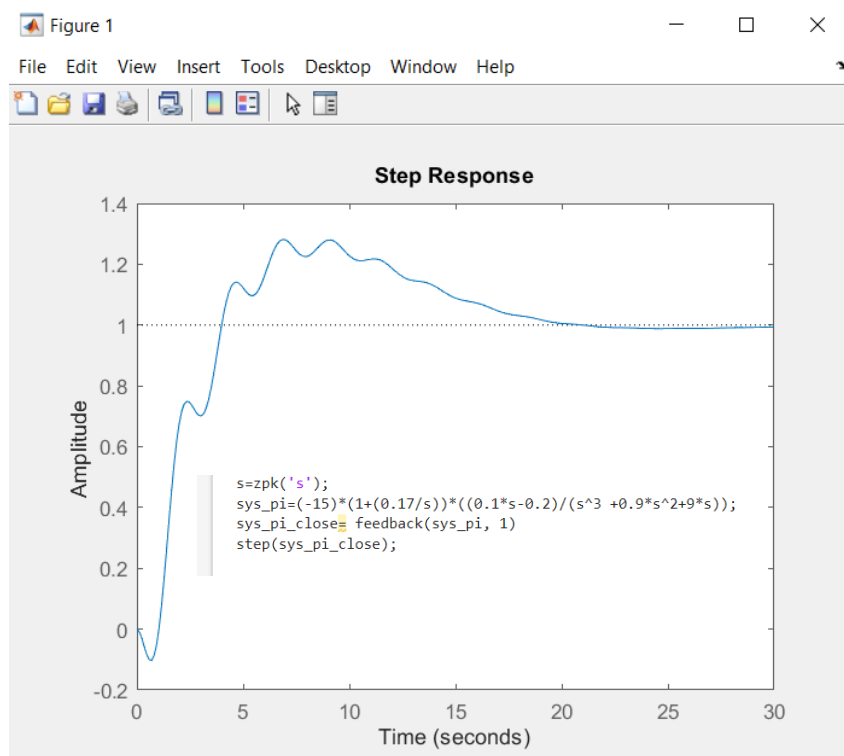 Figure 1
File Edit View Insert Tools Desktop Window Help
Step Response
1.4
1.2
1
0.8
0.6
0.4
0.2
0
-0.2
Amplitude
s=zpk('s');
sys_pi=(-15)*(1+(0.17/s))*((0.1*s-0.2)/(s^3 +0.9*s^2+9*s));
sys_pi_close= feedback(sys_pi, 1)
step(sys_pi_close);
0 5 10 15 20 25 30
Time (seconds)